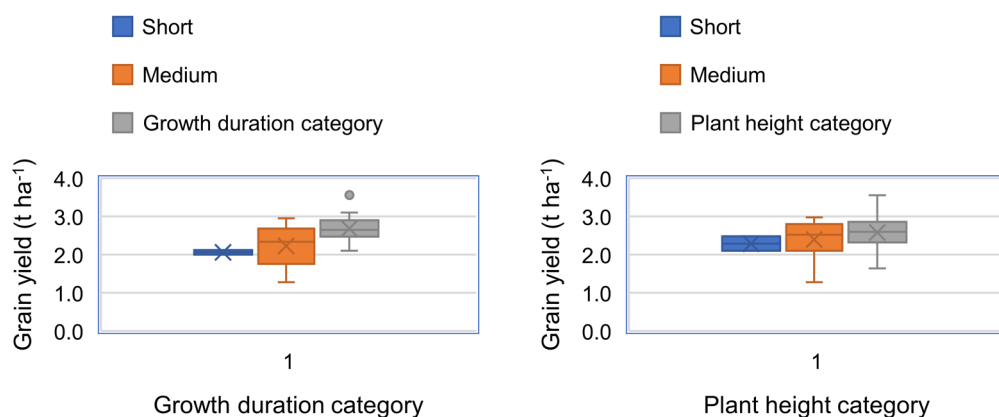 Short
Medium
Growth duration category
Grain yield (t ha⁻¹)
4.0
3.0
2.0
1.0
0.0
1
Growth duration category
Short
Medium
Plant height category
Grain yield (t ha⁻¹)
4.0
3.0
2.0
1.0
0.0
1
Plant height category